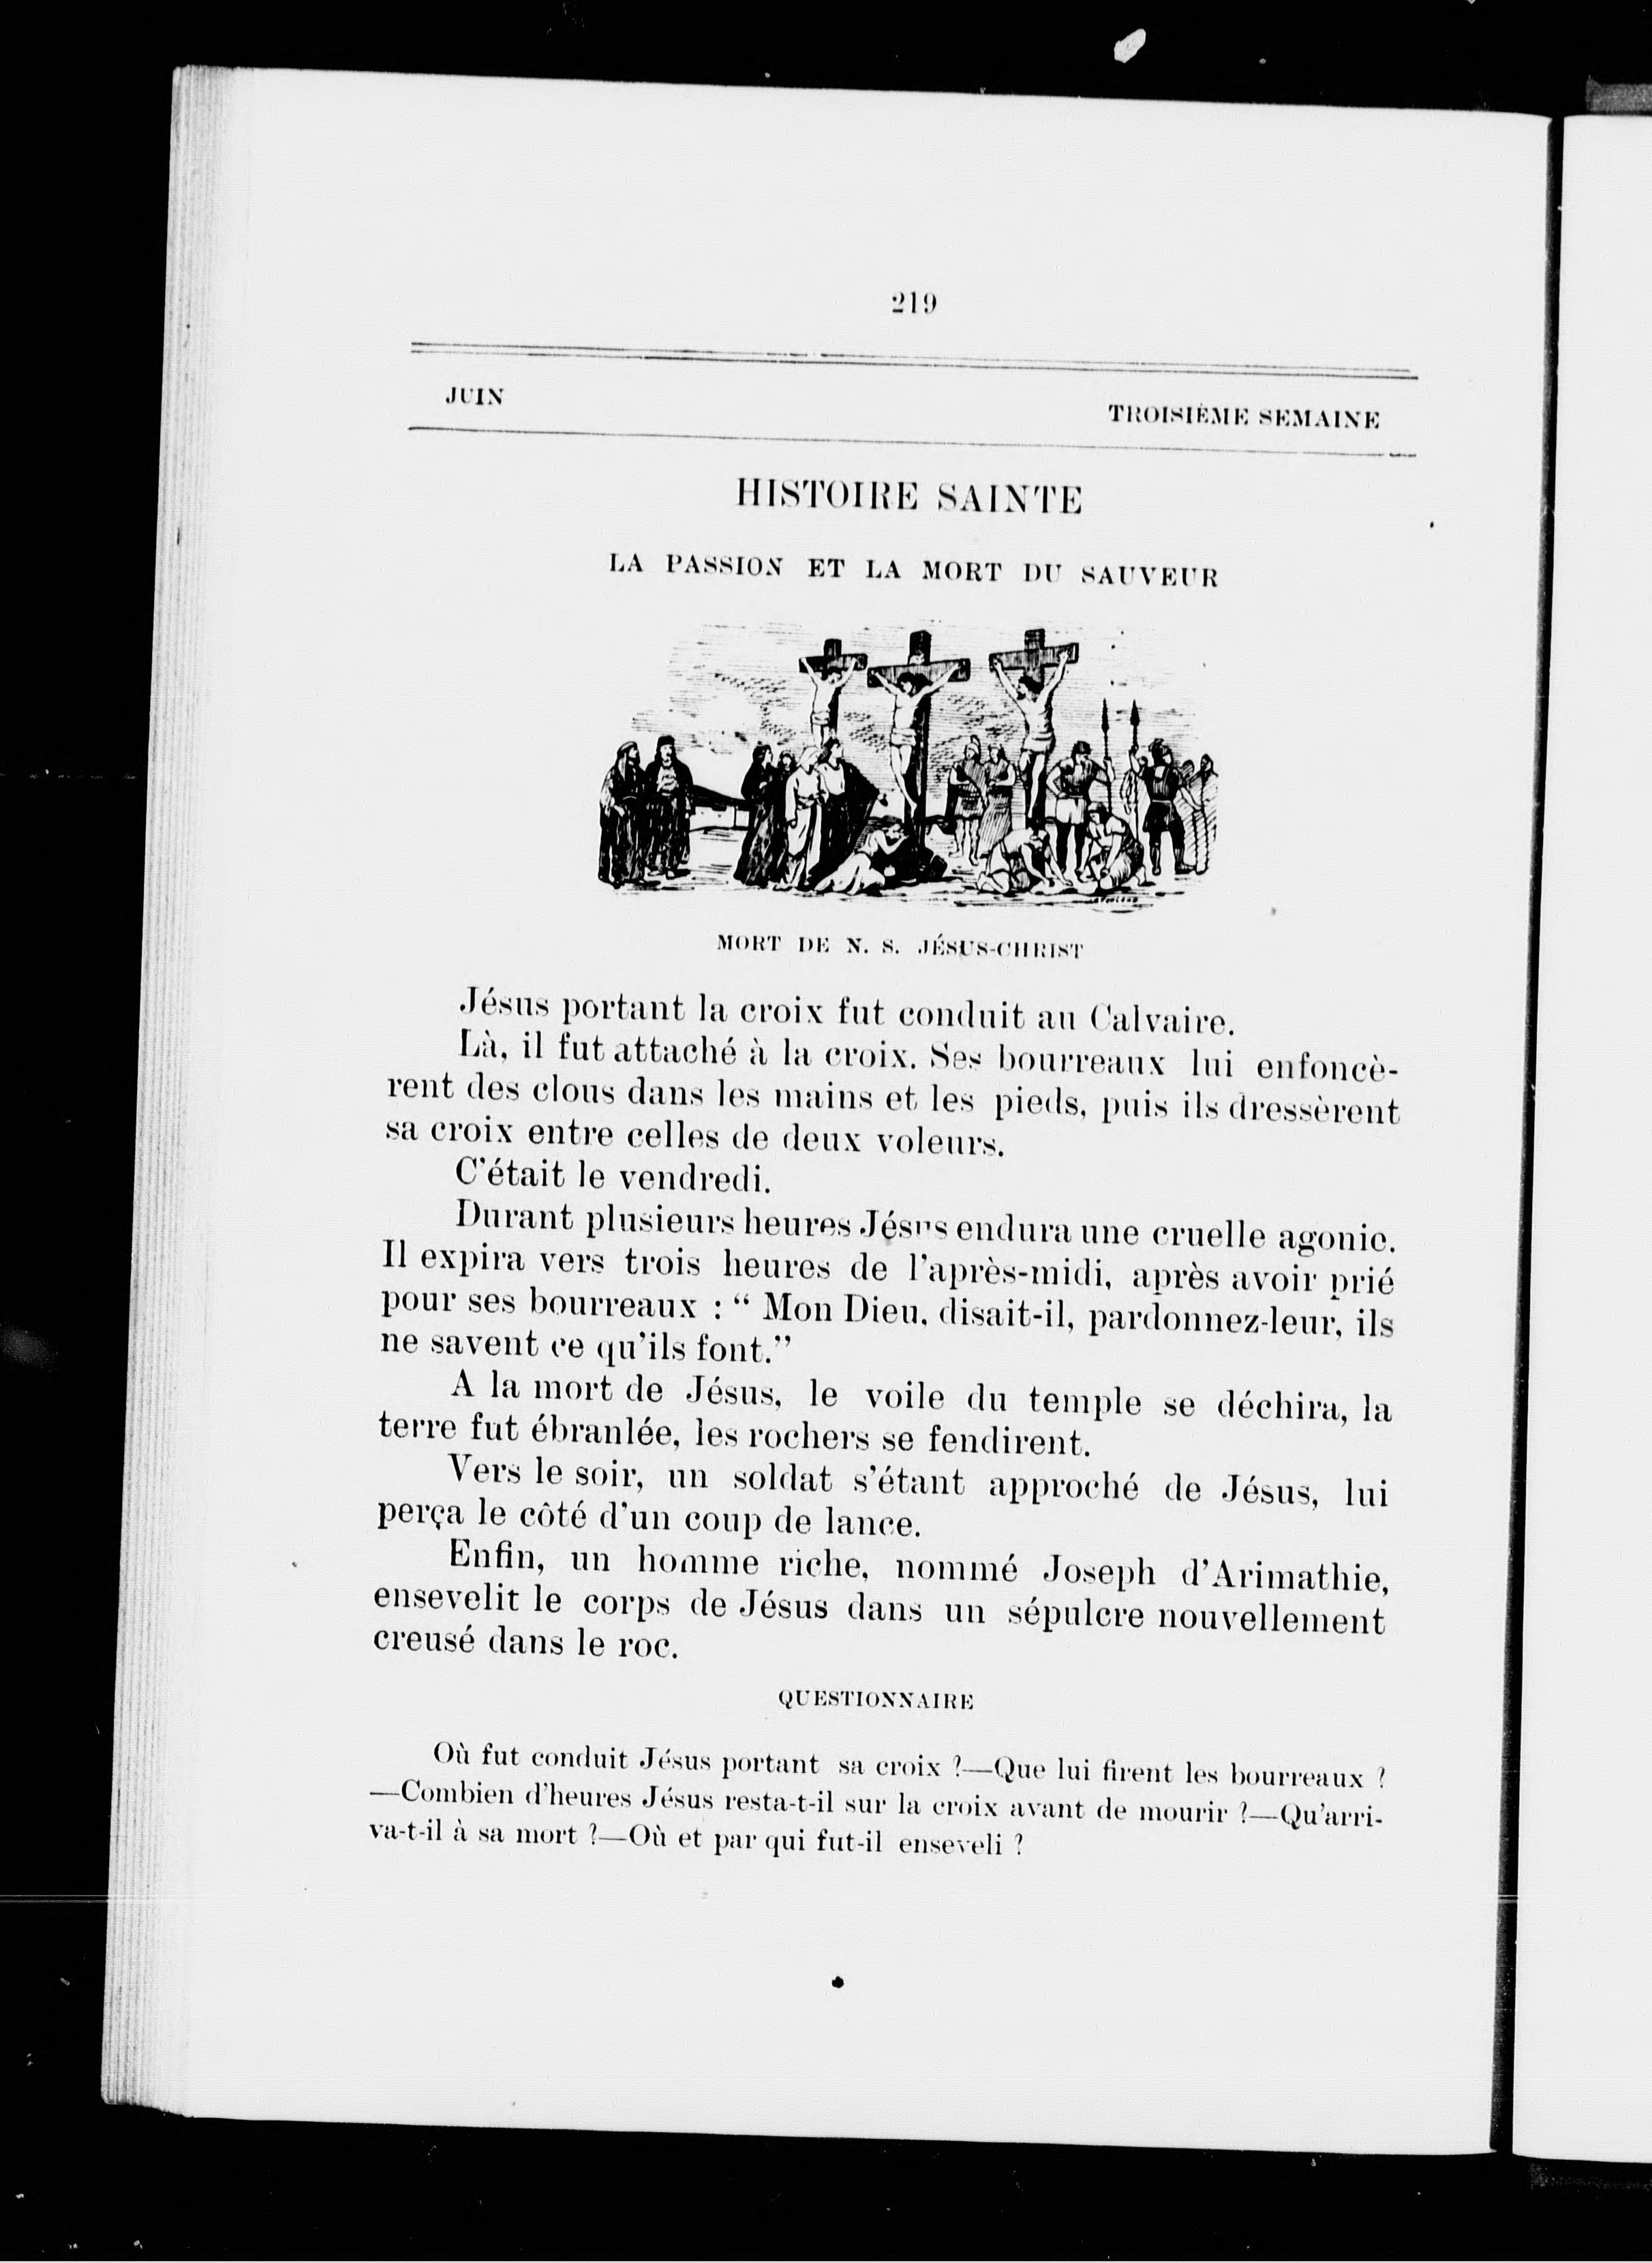 219
JUIN
TROISIÈME SEMAINE
HISTOIRE SAINTE
LA PASSION ET LA MORT DU SAUVEUR
MORT DE N. S. JÉSUS-CHRIST
Jésus portant la croix fut conduit au Calvaire.
Là, il fut attaché à la croix. Ses bourreaux lui enfoncè-
rent des clous dans les mains et les pieds, puis ils dressèrent
sa croix entre celles de deux voleurs.
C'était le vendredi.
Durant plusieurs heures Jésus endura une cruelle agonie.
Il expira vers trois heures de l'après-midi, après avoir prié
pour ses bourreaux : “ Mon Dieu, disait-il, pardonnez-leur, ils
ne savent ce qu'ils font.”
A la mort de Jésus, le voile du temple se déchira, la
terre fut ébranlée, les rochers se fendirent.
Vers le soir, un soldat s'étant approché de Jésus, lui
perça le côté d'un coup de lance.
Enfin, un homme riche, nommé Joseph d'Arimathie,
ensevelit le corps de Jésus dans un sépulcre nouvellement
creusé dans le roc.
QUESTIONNAIRE
Où fut conduit Jésus portant sa croix ?—Que lui firent les bourreaux ?
—Combien d'heures Jésus resta-t-il sur la croix avant de mourir ?—Qu'arri-
va-t-il à sa mort ?—Où et par qui fut-il enseveli ?